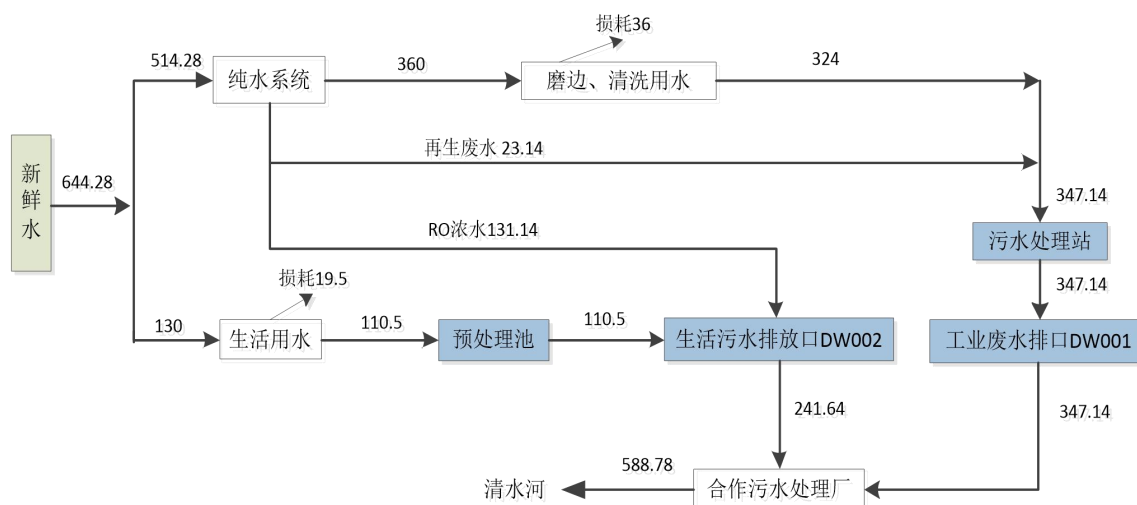 损耗36
514.28
纯水系统
360
磨边、清洗用水
324
再生废水 23.14
新鲜水
644.28
347.14
RO浓水131.14
污水处理站
损耗19.5
347.14
130
生活用水
110.5
预处理池
110.5
生活污水排放口DW002
工业废水排口DW001
241.64
347.14
588.78
清水河
合作污水处理厂